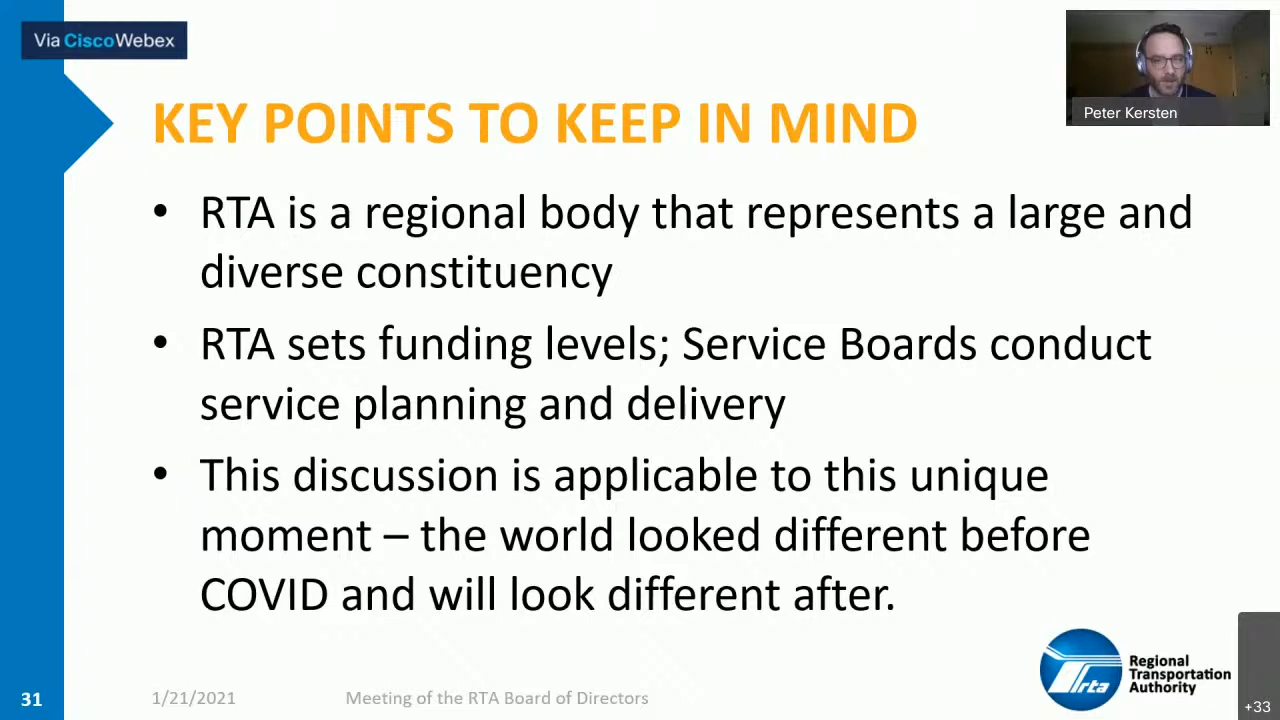 Via CiscoWebex
Peter Kersten
KEY POINTS TO KEEP IN MIND
• RTA is a regional body that represents a large and
diverse constituency
• RTA sets funding levels; Service Boards conduct
service planning and delivery
• This discussion is applicable to this unique
moment – the world looked different before
COVID and will look different after.
rta
Regional
Transportation
Authority
31
1/21/2021
Meeting of the RTA Board of Directors
+33